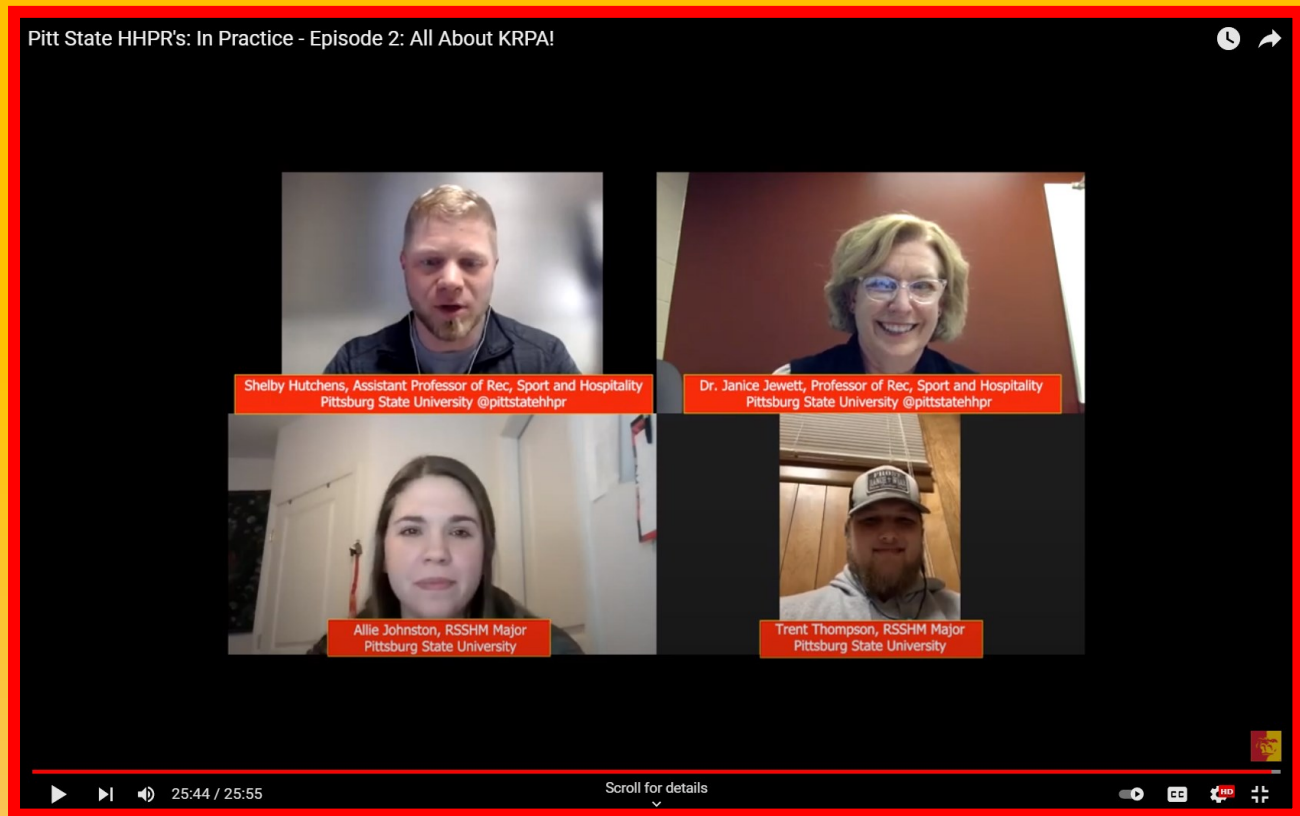 Pitt State HHPR's: In Practice - Episode 2: All About KRPA!
Shelby Hutchens, Assistant Professor of Rec, Sport and Hospitality
Pittsburg State University @pittstatehhpr
Dr. Janice Jewett, Professor of Rec, Sport and Hospitality
Pittsburg State University @pittstatehhpr
Allie Johnston, RSSHM Major
Pittsburg State University
Trent Thompson, RSSHM Major
Pittsburg State University
25:44 / 25:55
Scroll for details
CC
HD